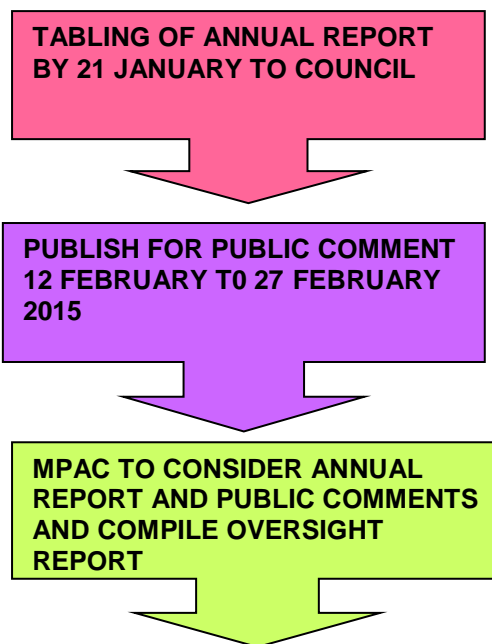 TABLING OF ANNUAL REPORT
BY 21 JANUARY TO COUNCIL
PUBLISH FOR PUBLIC COMMENT
12 FEBRUARY T0 27 FEBRUARY
2015
MPAC TO CONSIDER ANNUAL
REPORT AND PUBLIC COMMENTS
AND COMPILE OVERSIGHT
REPORT